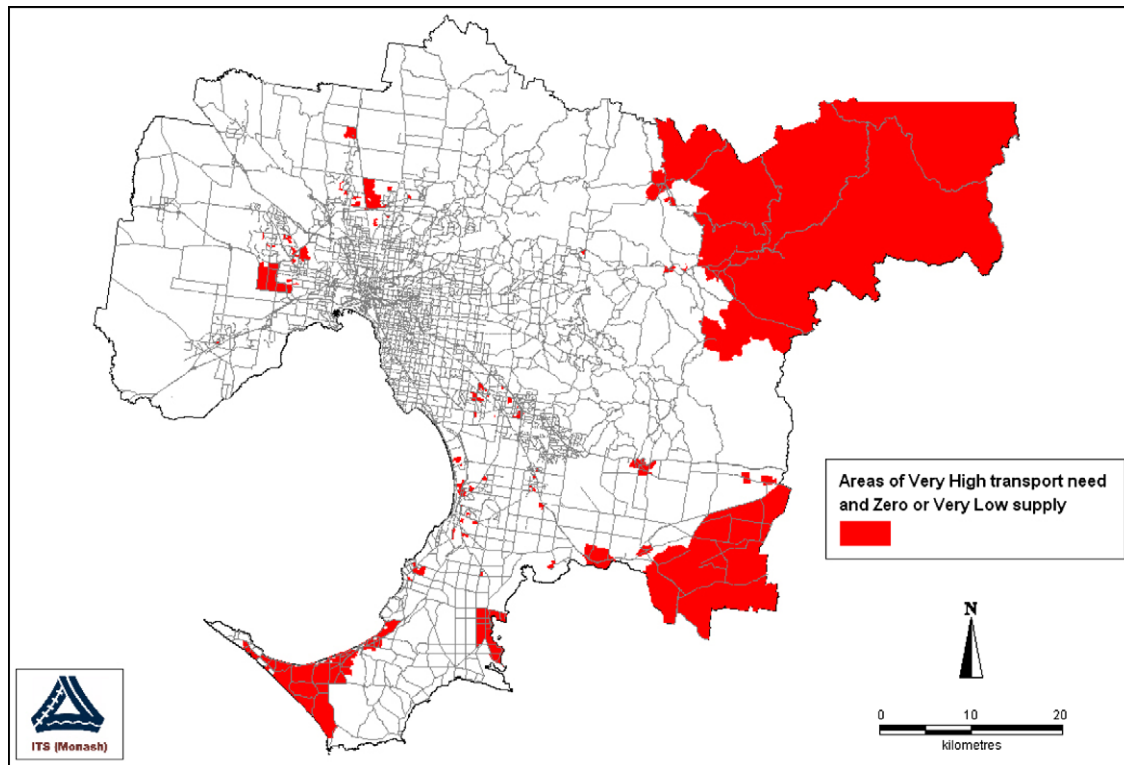 Areas of Very High transport need
and Zero or Very Low supply
N
0 10 20
kilometres
ITS (Monash)